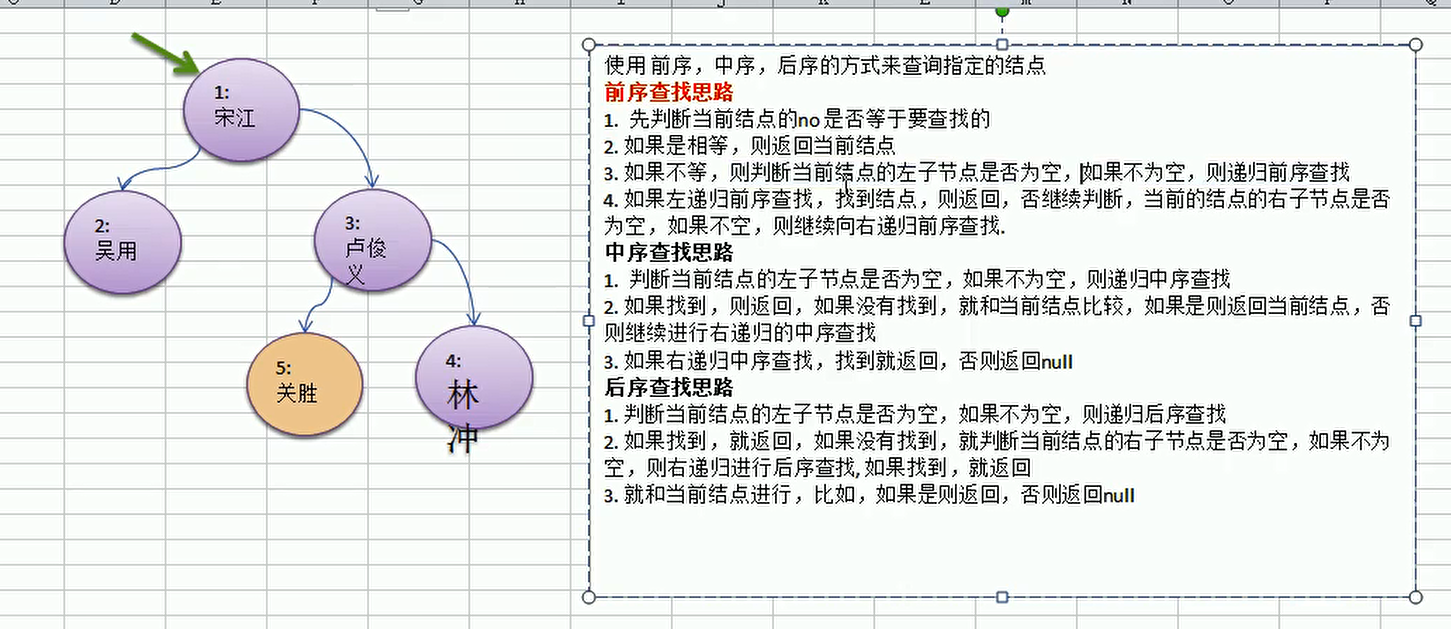 1:
宋江
2:
吴用
3:
卢俊
义
5:
关胜
4:
林
冲
使用前序，中序，后序的方式来查询指定的结点
前序查找思路
1. 先判断当前结点的no是否等于要查找的
2. 如果是相等，则返回当前结点
3. 如果不等，则判断当前结点的左子节点是否为空，如果不为空，则递归前序查找
4. 如果左递归前序查找，找到结点，则返回，否继续判断，当前的结点的右子节点是否
为空，如果不空，则继续向右递归前序查找.
中序查找思路
1. 判断当前结点的左子节点是否为空，如果不为空，则递归中序查找
2. 如果找到，则返回，如果没有找到，就和当前结点比较，如果是则返回当前结点，否
则继续进行右递归的中序查找
3. 如果右递归中序查找，找到就返回，否则返回null
后序查找思路
1. 判断当前结点的左子节点是否为空，如果不为空，则递归后序查找
2. 如果找到，就返回，如果没有找到，就判断当前结点的右子节点是否为空，如果不为
空，则右递归进行后序查找,如果找到，就返回
3. 就和当前结点进行，比如，如果是则返回，否则返回null